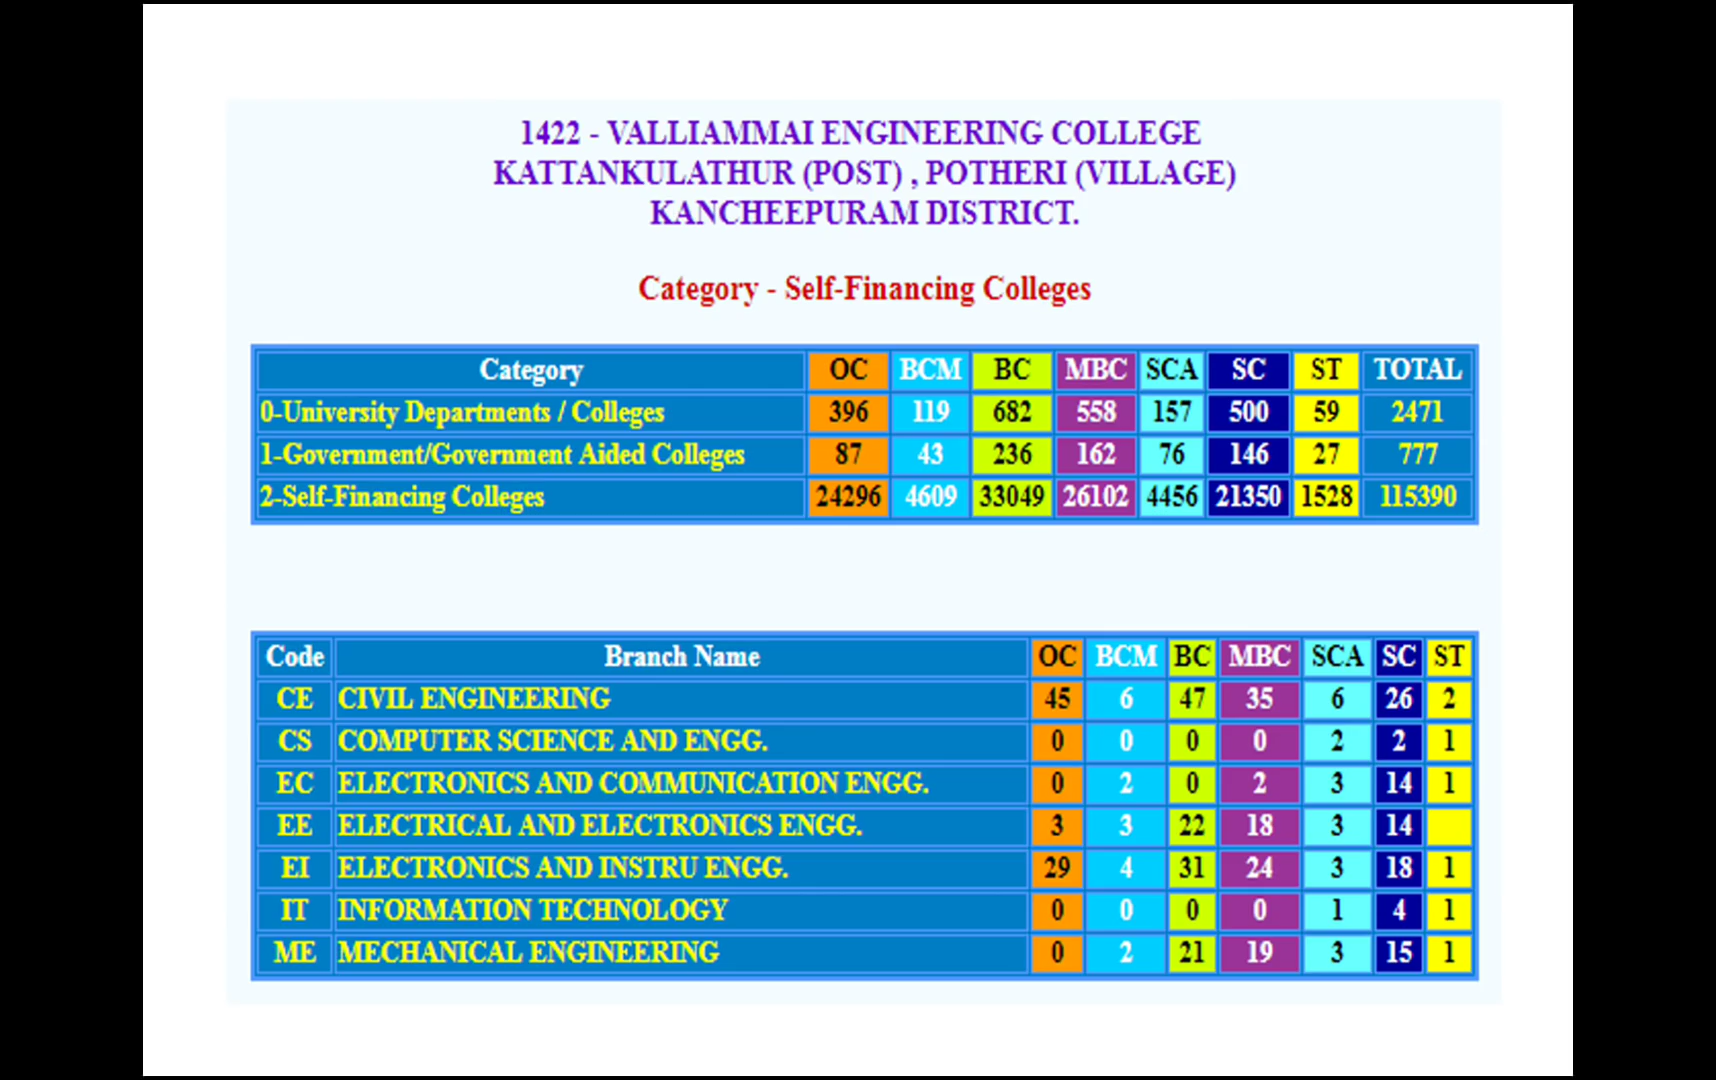 1422 - VALLIAMMAI ENGINEERING COLLEGE
KATTANKULATHUR (POST) , POTHERI (VILLAGE)
KANCHEEPURAM DISTRICT.
Category - Self-Financing Colleges
Category OC BCM BC MBC SCA SC ST TOTAL
0-University Departments / Colleges 396 119 682 558 157 500 59 2471
1-Government/Government Aided Colleges 87 43 236 162 76 146 27 777
2-Self-Financing Colleges 24296 4609 33049 26102 4456 21350 1528 115390
Code Branch Name OC BCM BC MBC SCA SC ST
CE CIVIL ENGINEERING 45 6 47 35 6 26 2
CS COMPUTER SCIENCE AND ENGG. 0 0 0 0 2 2 1
EC ELECTRONICS AND COMMUNICATION ENGG. 0 2 0 2 3 14 1
EE ELECTRICAL AND ELECTRONICS ENGG. 3 3 22 18 3 14
EI ELECTRONICS AND INSTRU ENGG. 29 4 31 24 3 18 1
IT INFORMATION TECHNOLOGY 0 0 0 0 1 4 1
ME MECHANICAL ENGINEERING 0 2 21 19 3 15 1